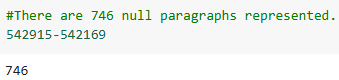 #There are 746 null paragraphs represented.
542915-542169
746